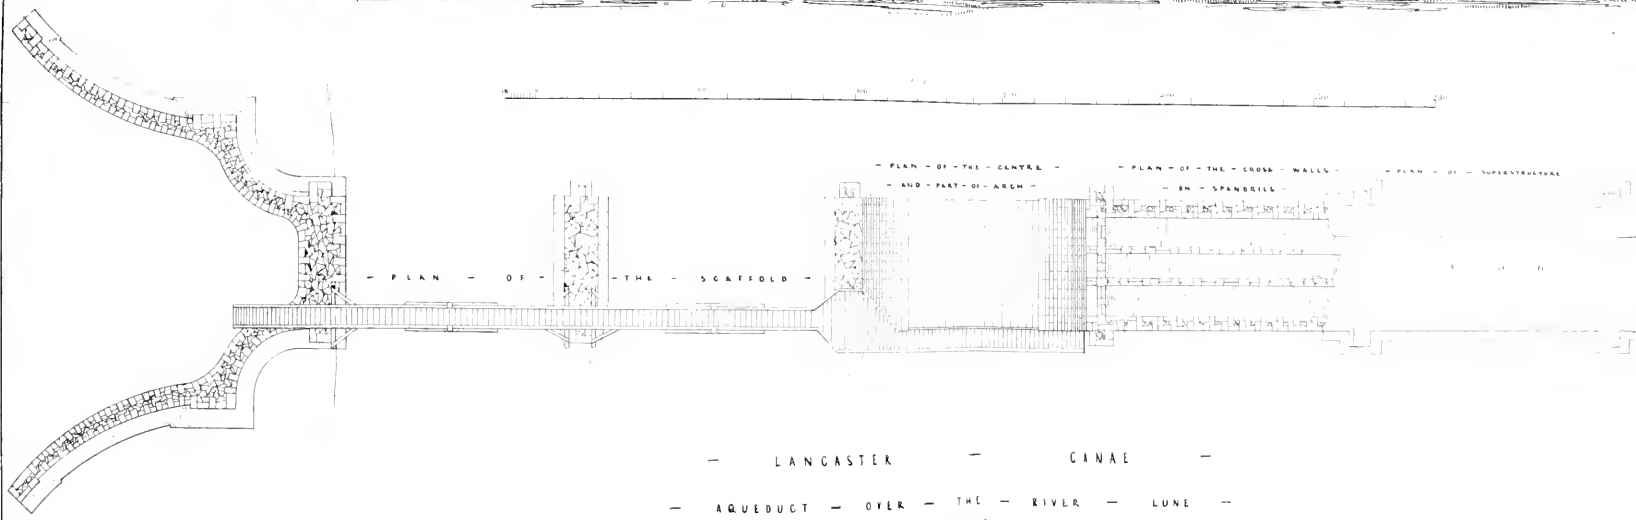 - PLAN - OF - THE - CENTRE -
- AND - PART - OF - ARCH -
- PLAN - OF - THE - CROSS - WALLS -
- ON - SPANDRILS -
- PLAN - OF - SUPERSTRUCTURE
- PLAN - OF - - THE - SCAFFOLD -
- LANCASTER - CANAL -
- AQUEDUCT - OVER - THE - RIVER - LUNE -